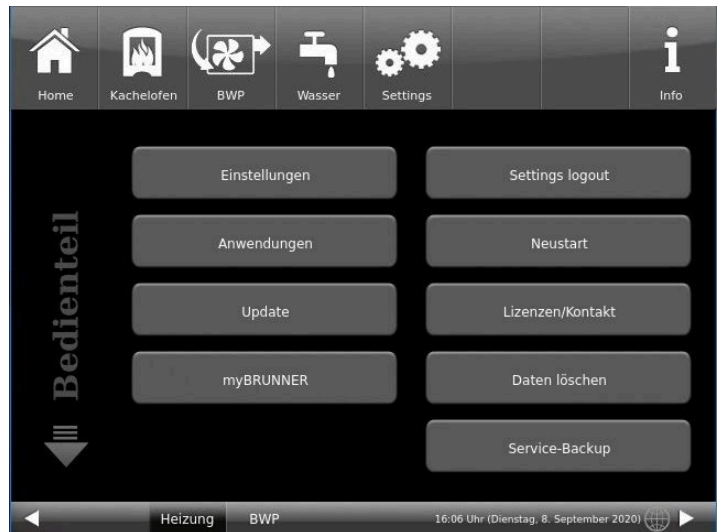 Home Kachelofen BWP Wasser Settings Info
Bedienteil
Einstellungen Settings logout
Anwendungen Neustart
Update Lizenzen/Kontakt
myBRUNNER Daten löschen
Service-Backup
Heizung BWP 16:06 Uhr (Dienstag, 8. September 2020)